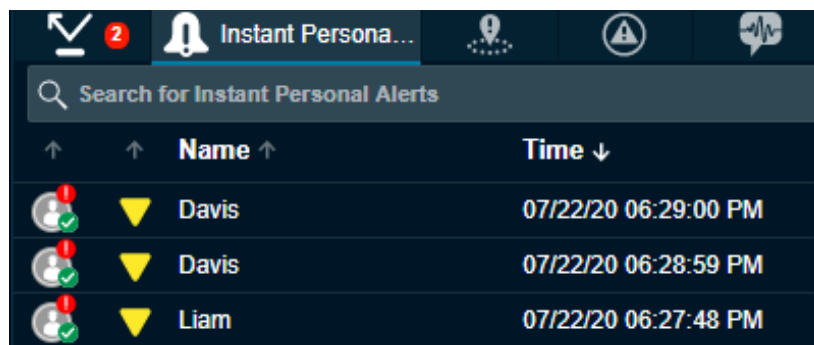 2 Instant Persona...
Search for Instant Personal Alerts
Name Time
Davis 07/22/20 06:29:00 PM
Davis 07/22/20 06:28:59 PM
Liam 07/22/20 06:27:48 PM